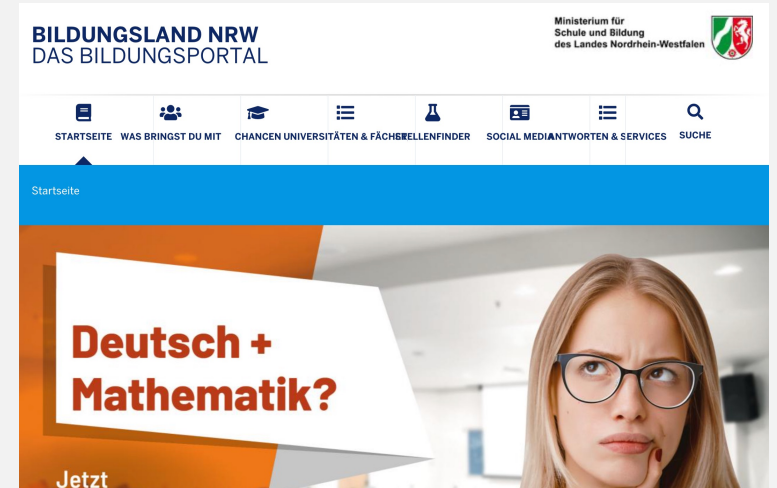 BILDUNGSLAND NRW
DAS BILDUNGSPORTAL
Ministerium für
Schule und Bildung
des Landes Nordrhein-Westfalen
STARTSEITE
WAS BRINGST DU MIT
CHANCEN
UNIVERSITÄTEN & FÄCHER
STELLENFINDER
SOCIAL MEDIA
ANTWORTEN & SERVICES
SUCHE
Startseite
Deutsch +
Mathematik?
Jetzt